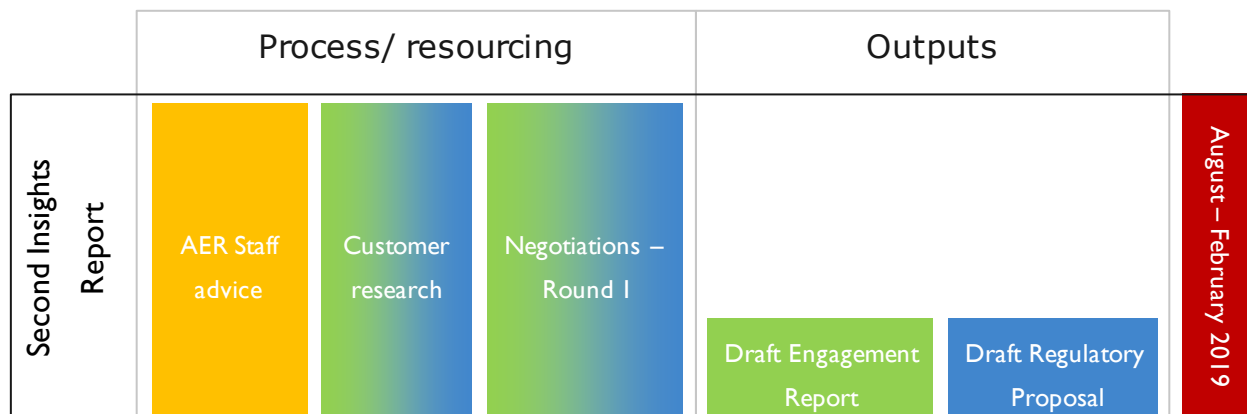 Process/ resourcing
Outputs
Second Insights
Report
AER Staff
advice
Customer
research
Negotiations –
Round 1
Draft Engagement
Report
Draft Regulatory
Proposal
August – February 2019